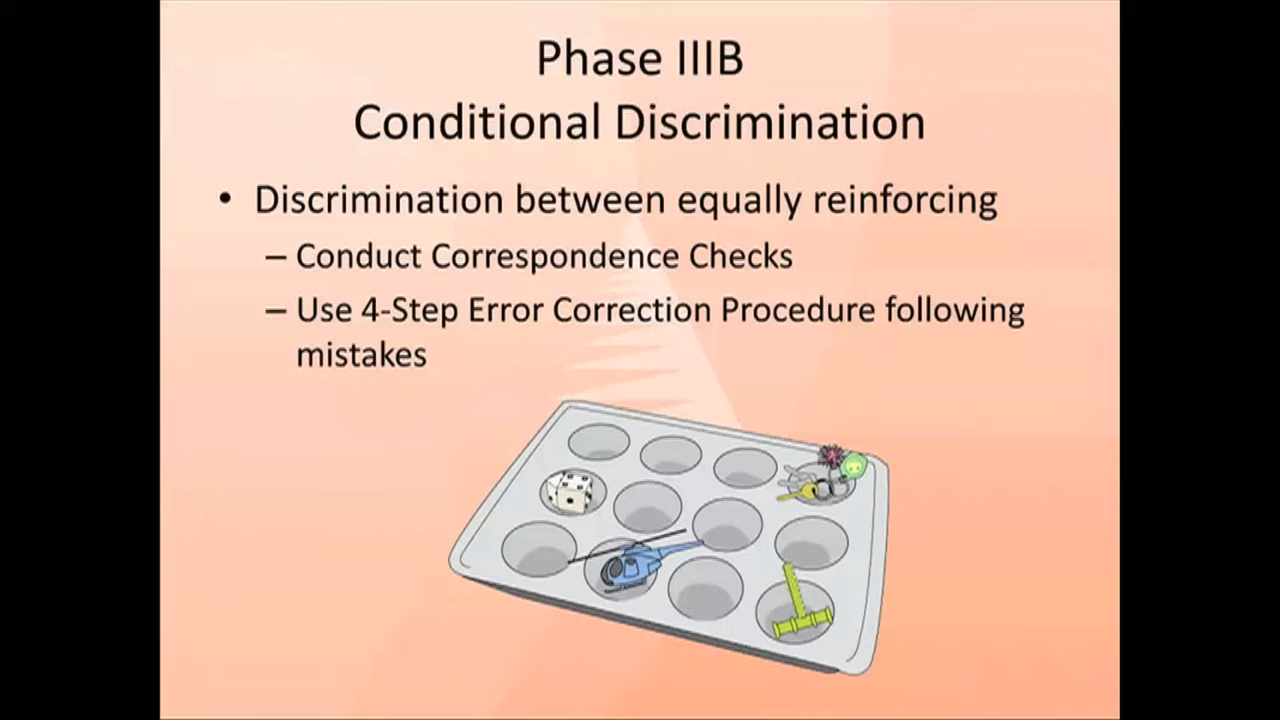 Phase IIIB
Conditional Discrimination
• Discrimination between equally reinforcing
– Conduct Correspondence Checks
– Use 4-Step Error Correction Procedure following
mistakes